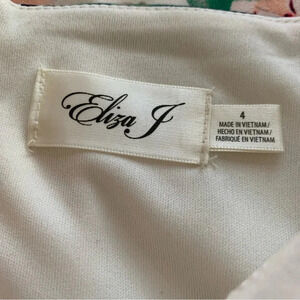 Eliza J
4
MADE IN VIETNAM/
HECHO EN VIETNAM/
FABRIQUÉ EN VIETNAM